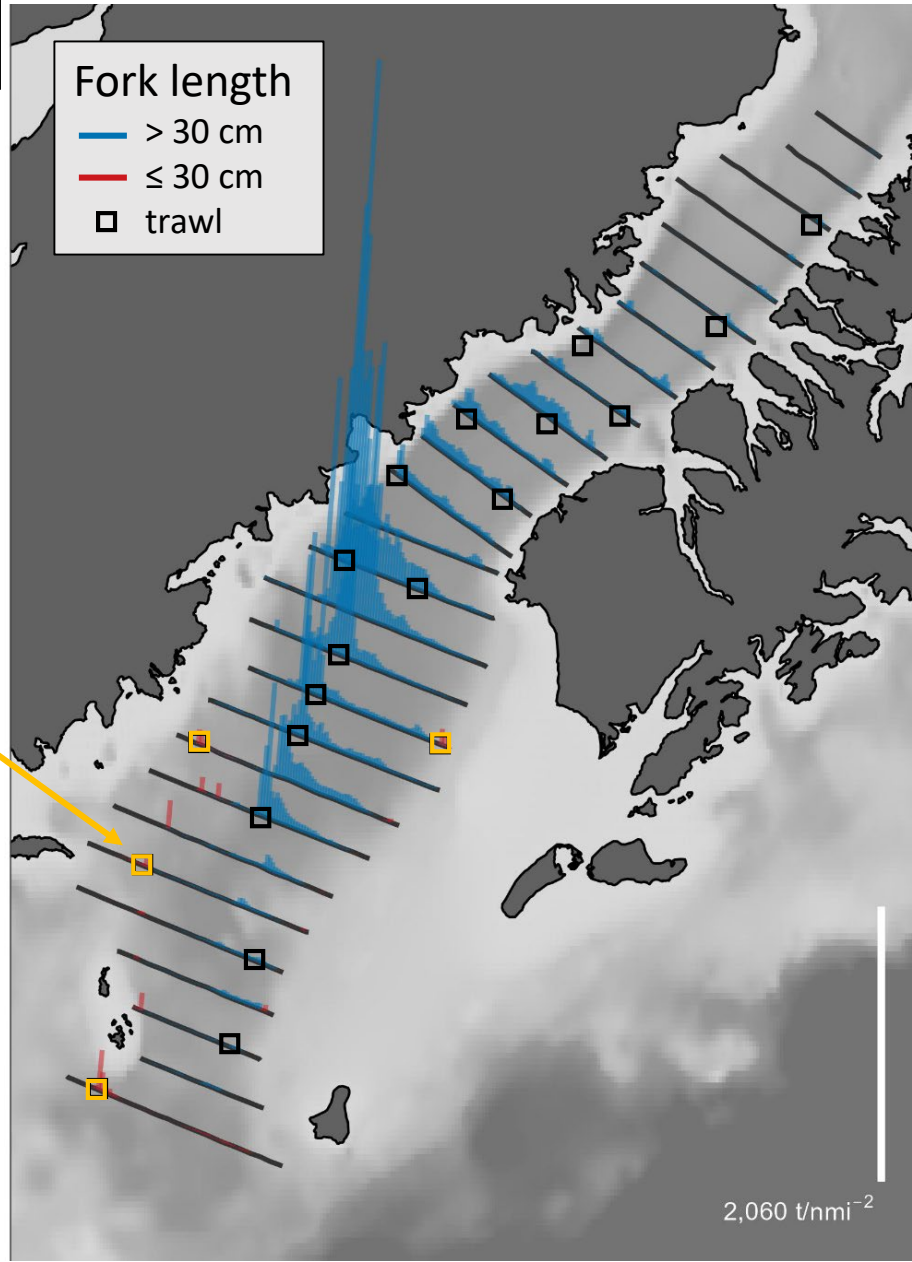 Fork length
> 30 cm
≤ 30 cm
trawl
2,060 t/nmi⁻²